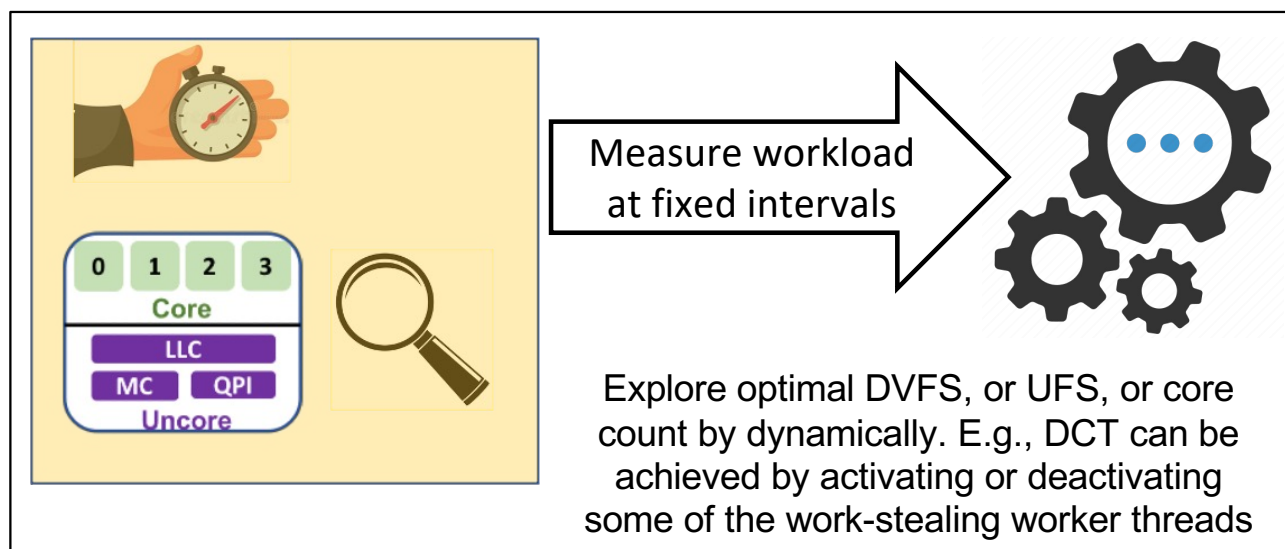 0 1 2 3
Core
LLC
MC QPI
Uncore
Measure workload
at fixed intervals
Explore optimal DVFS, or UFS, or core
count by dynamically. E.g., DCT can be
achieved by activating or deactivating
some of the work-stealing worker threads